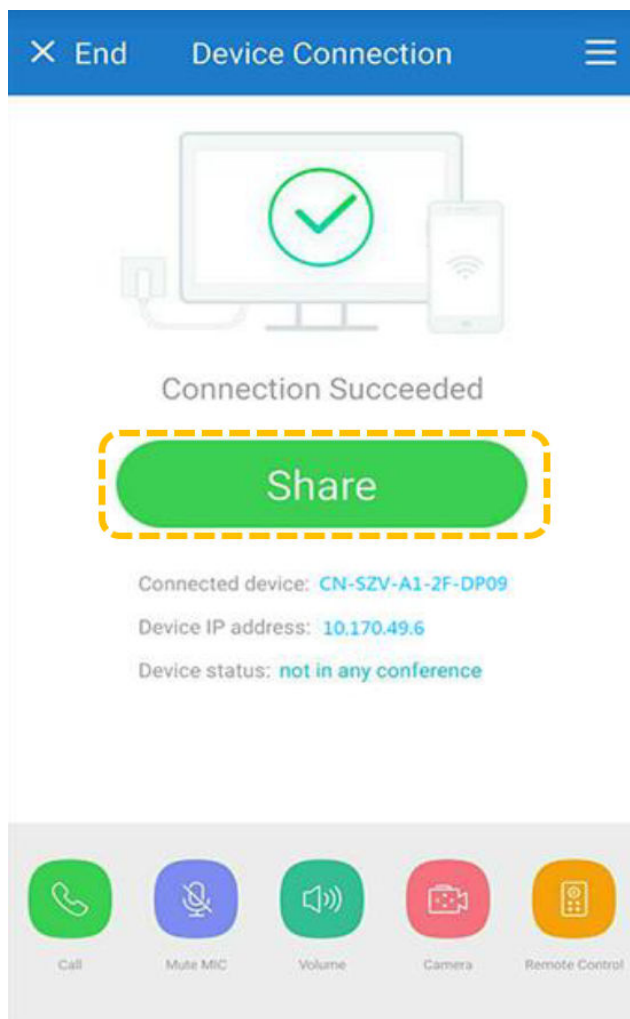 End Device Connection
Connection Succeeded
Share
Connected device: CN-SZV-A1-2F-DP09
Device IP address: 10.170.49.6
Device status: not in any conference
Call Mute MIC Volume Camera Remote Control